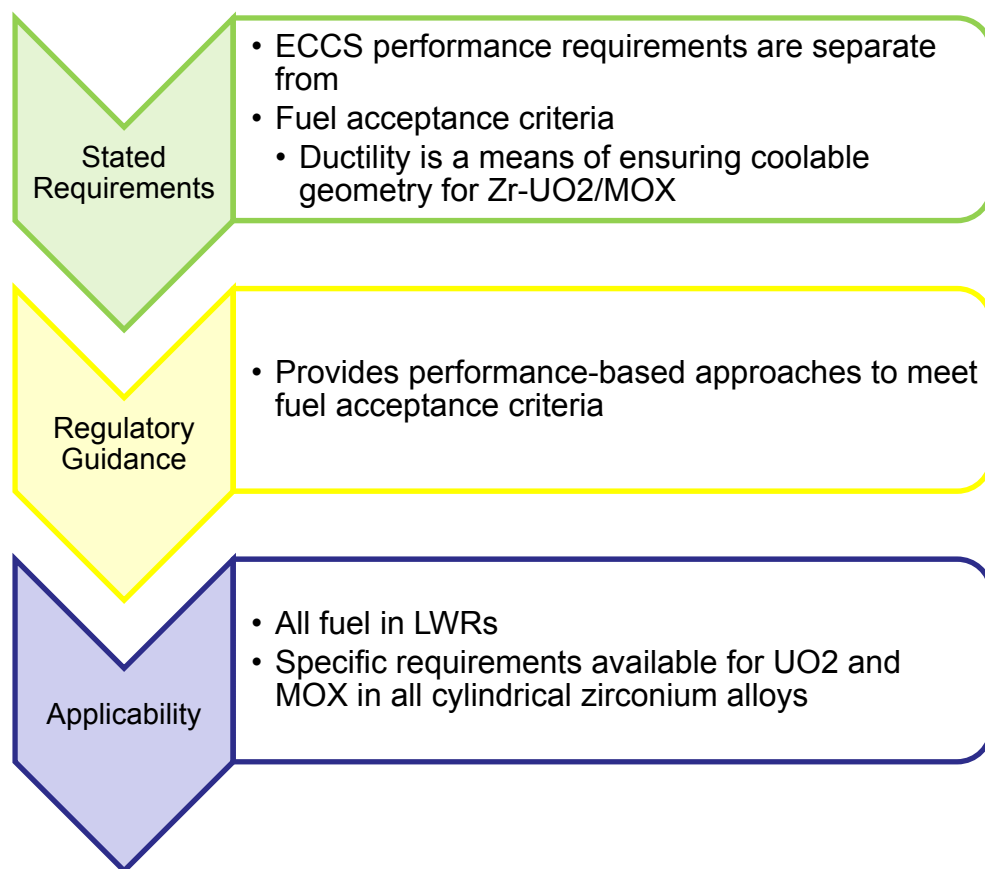 Stated
Requirements
• ECCS performance requirements are separate
from
• Fuel acceptance criteria
• Ductility is a means of ensuring coolable
geometry for Zr-UO2/MOX
Regulatory
Guidance
• Provides performance-based approaches to meet
fuel acceptance criteria
Applicability
• All fuel in LWRs
• Specific requirements available for UO2 and
MOX in all cylindrical zirconium alloys